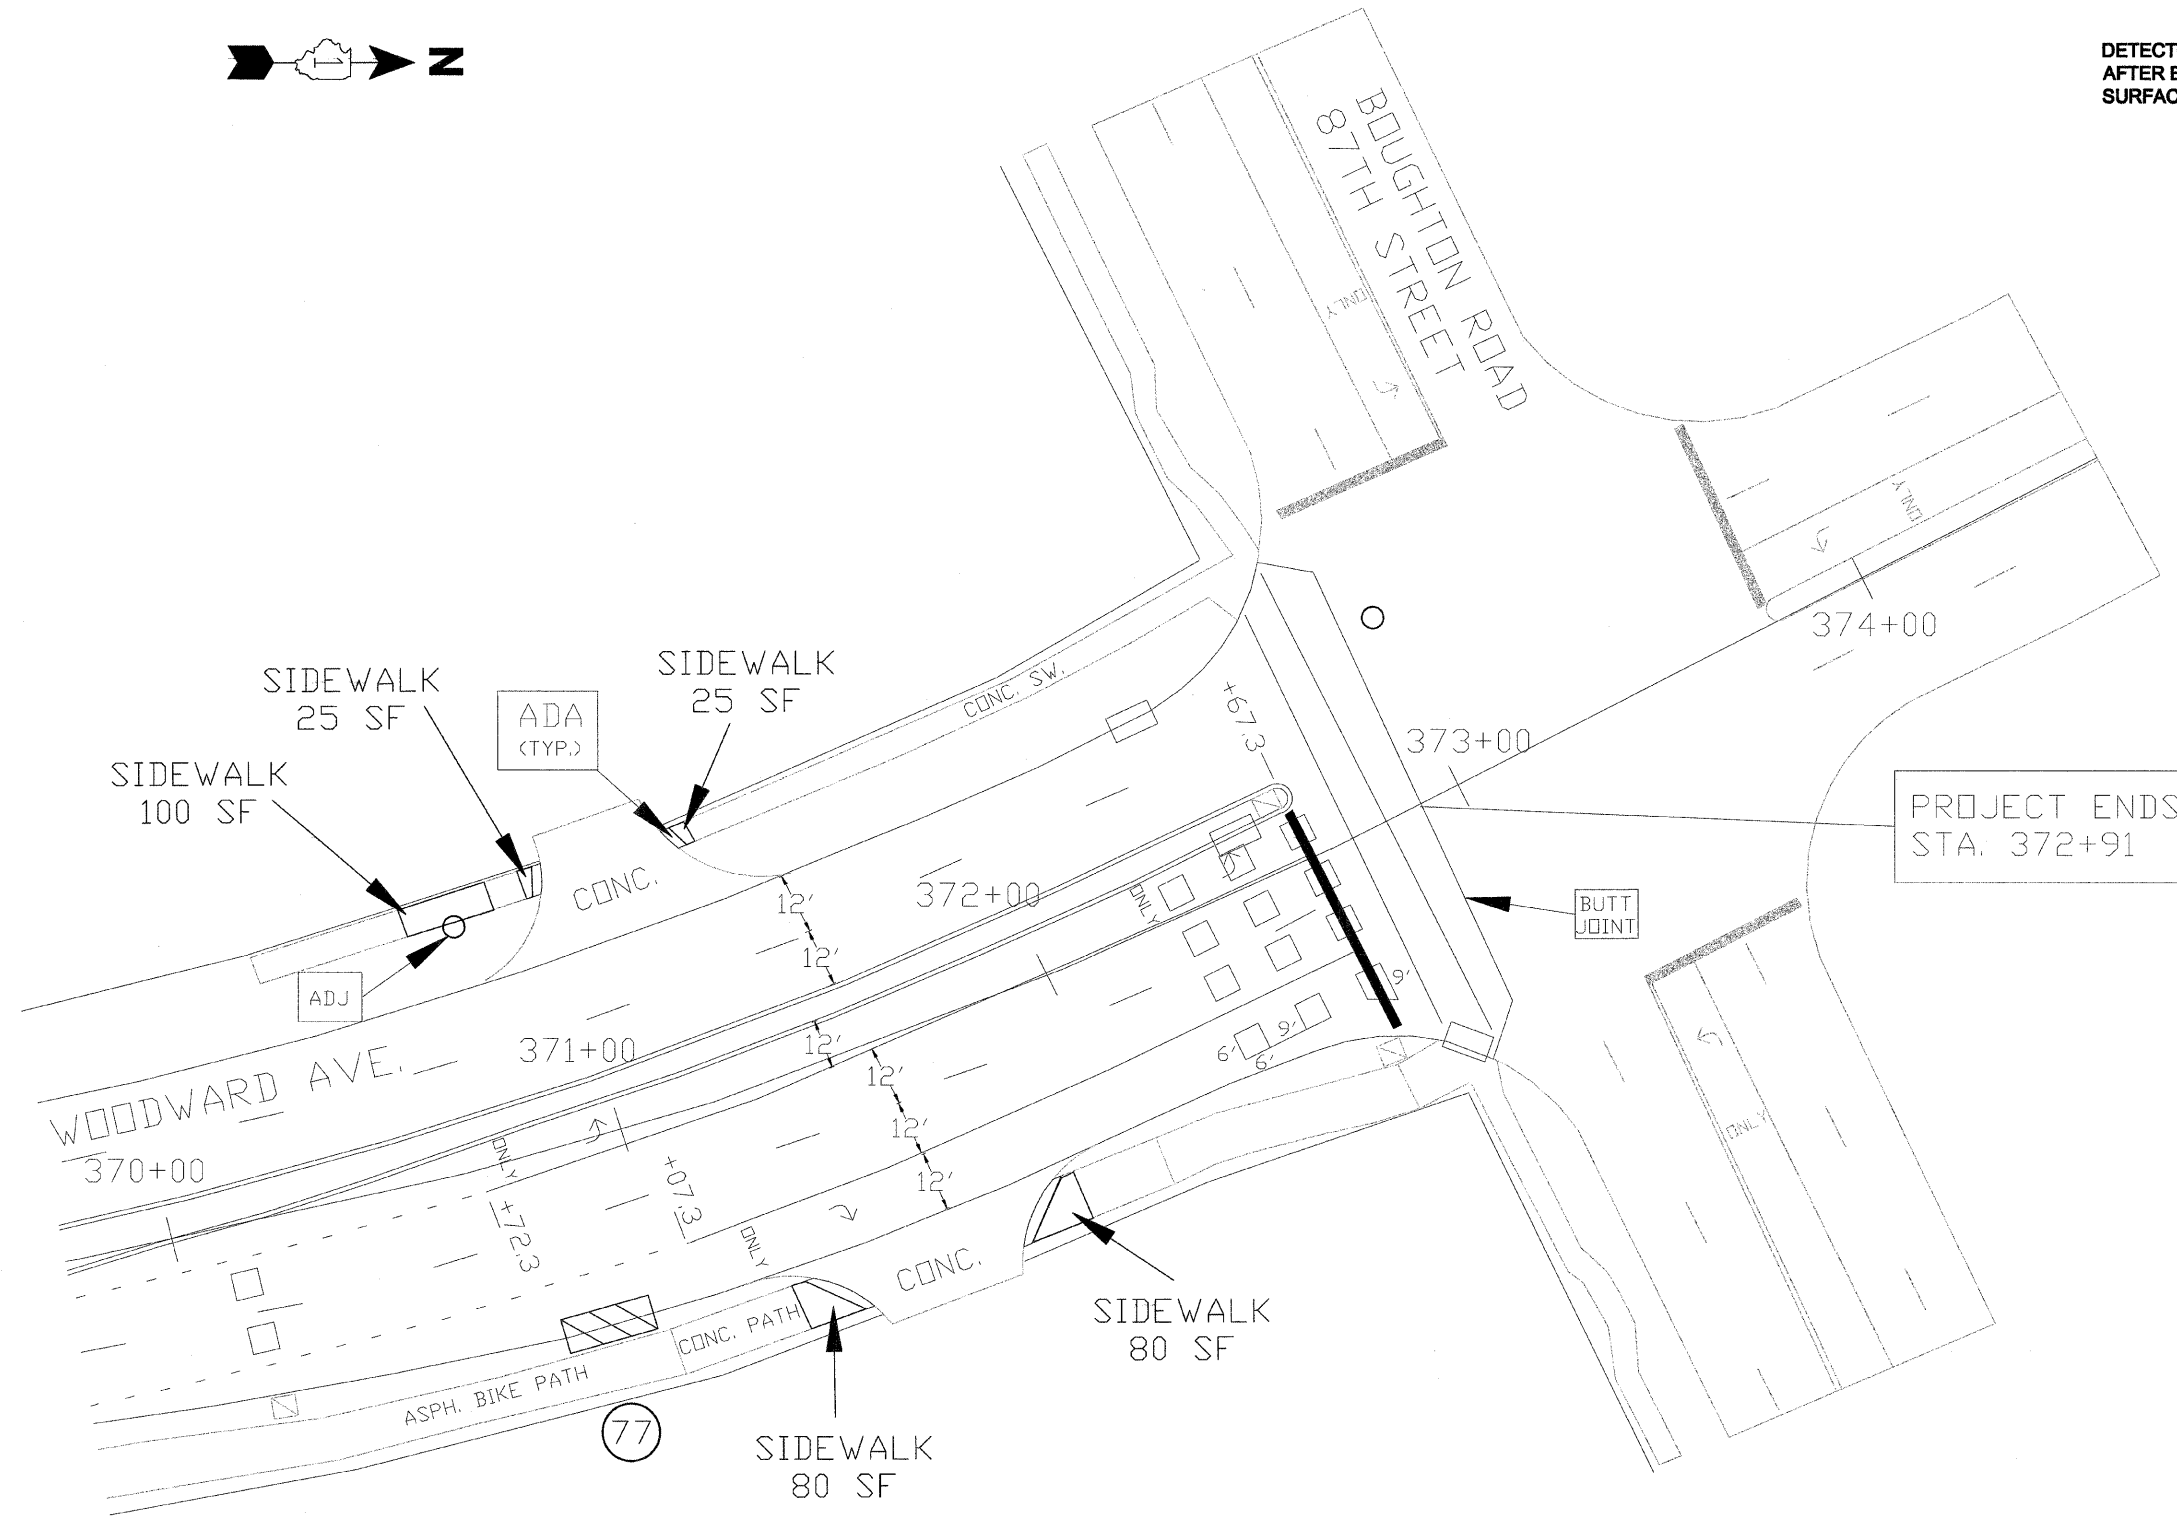 N
DETECT
AFTER
SURFAC
BOUGHTON ROAD
87TH STREET
ONLY
ONLY
374+00
SIDEWALK
25 SF
ADA
(TYP.)
SIDEWALK
25 SF
CONC. SW.
+67.3
373+00
SIDEWALK
100 SF
PROJECT ENDS
STA. 372+91
CONC.
12'
12'
372+00
ONLY
BUTT
JOINT
ADJ
9'
9'
6'
6'
WOODWARD AVE.
371+00
12'
12'
12'
12'
370+00
ONLY
+72.3
+07.3
ONLY
ONLY
CONC.
SIDEWALK
80 SF
CONC. PATH
ASPH. BIKE PATH
77
SIDEWALK
80 SF